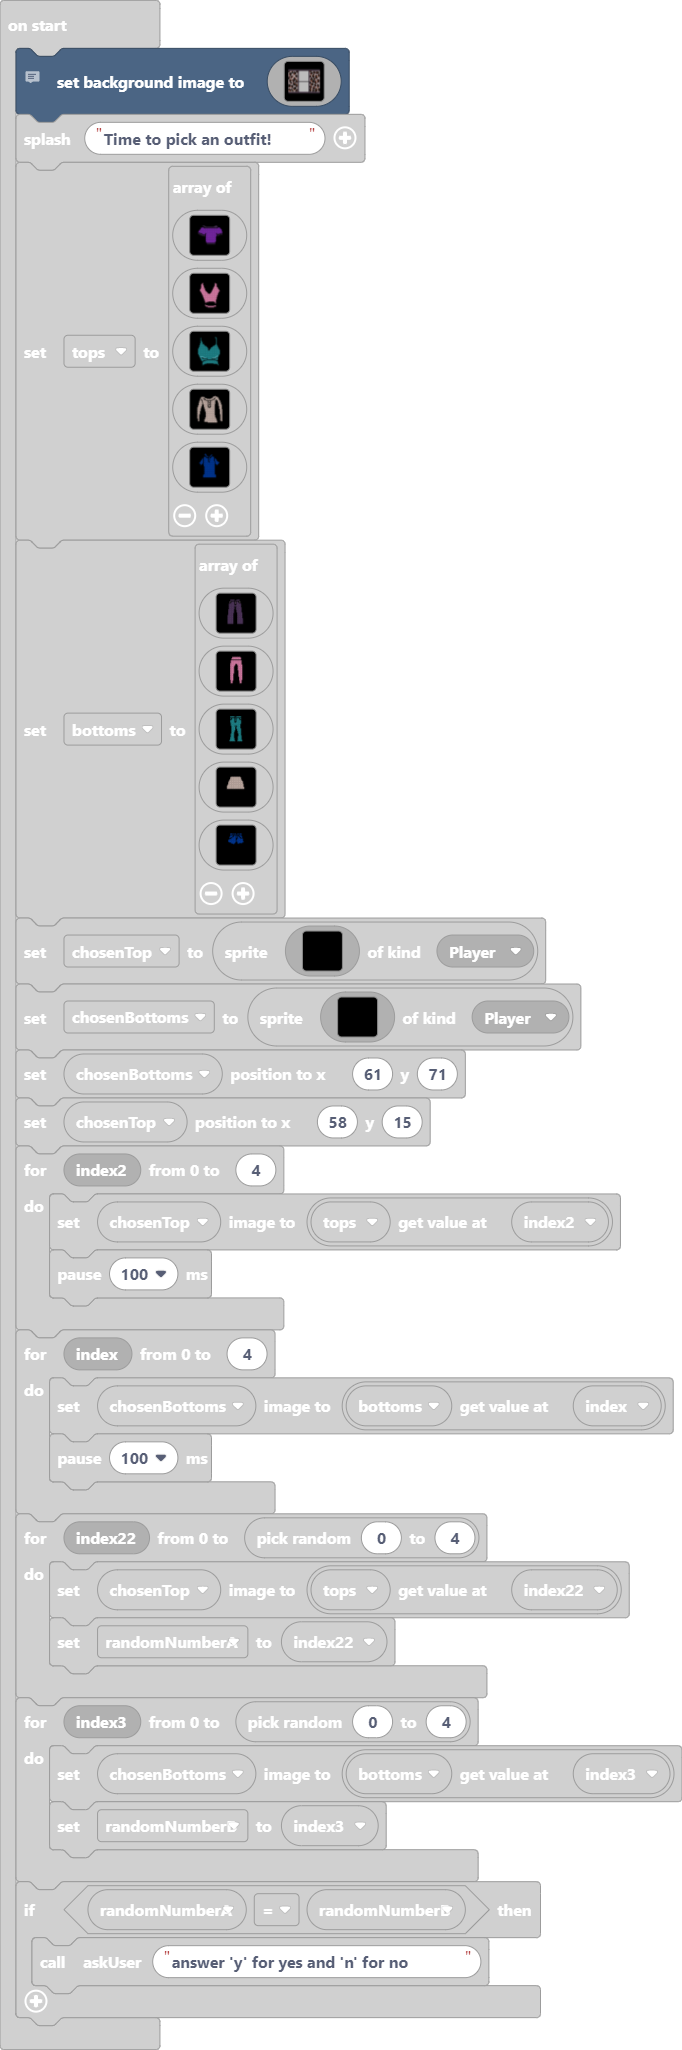 on start
set background image to
splash "Time to pick an outfit!"
array of
set tops to
array of
set bottoms to
set chosenTop to sprite of kind Player
set chosenBottoms to sprite of kind Player
set chosenBottoms position to x 61 y 71
set chosenTop position to x 58 y 15
for index2 from 0 to 4
do
set chosenTop image to tops get value at index2
pause 100 ms
for index from 0 to 4
do
set chosenBottoms image to bottoms get value at index
pause 100 ms
for index22 from 0 to pick random 0 to 4
do
set chosenTop image to tops get value at index22
set randomNumberA to index22
for index3 from 0 to pick random 0 to 4
do
set chosenBottoms image to bottoms get value at index3
set randomNumberB to index3
if randomNumberA = randomNumberB then
call askUser "answer 'y' for yes and 'n' for no"